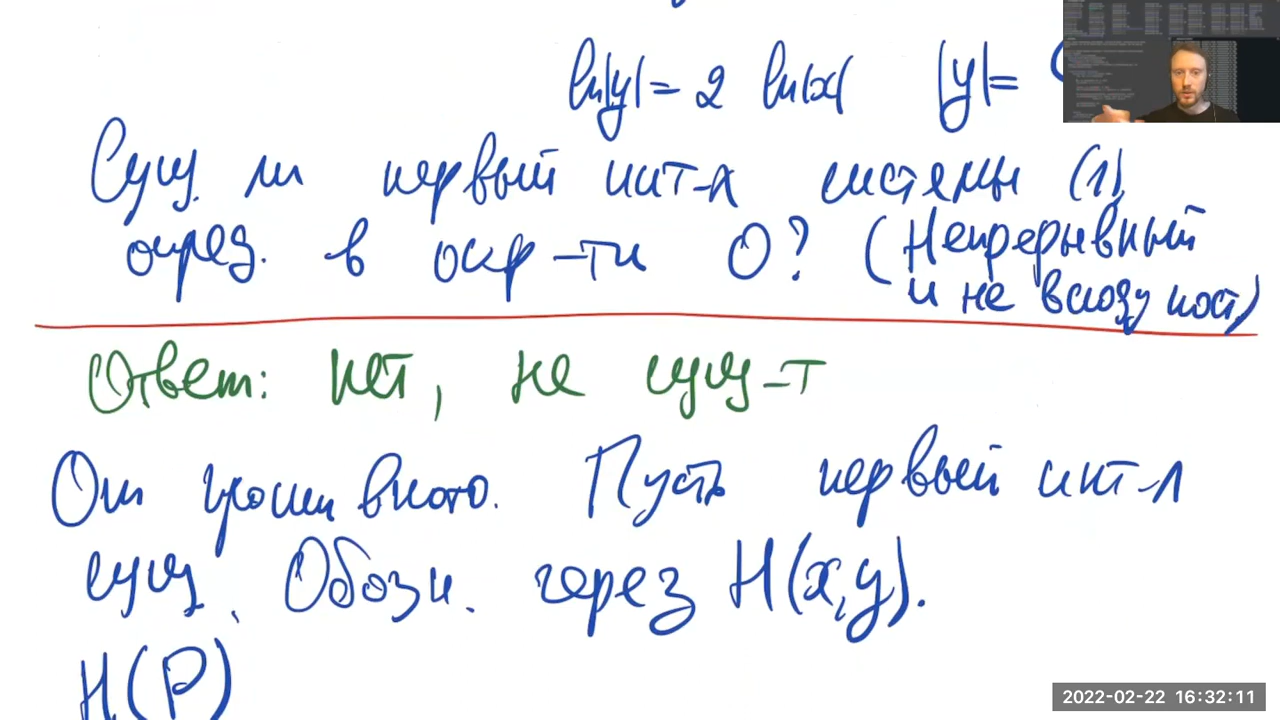 ln|y| = 2 ln|x| |y| =
Сущ. ли первый инт-л системы (1),
опред. в окр-ти О? (Непрерывный
и не всюду пост)
Ответ: нет, не сущ-т
От противного. Пусть первый инт-л
сущ. Обозн. через H(x,y).
H(P)
2022-02-22 16:32:11